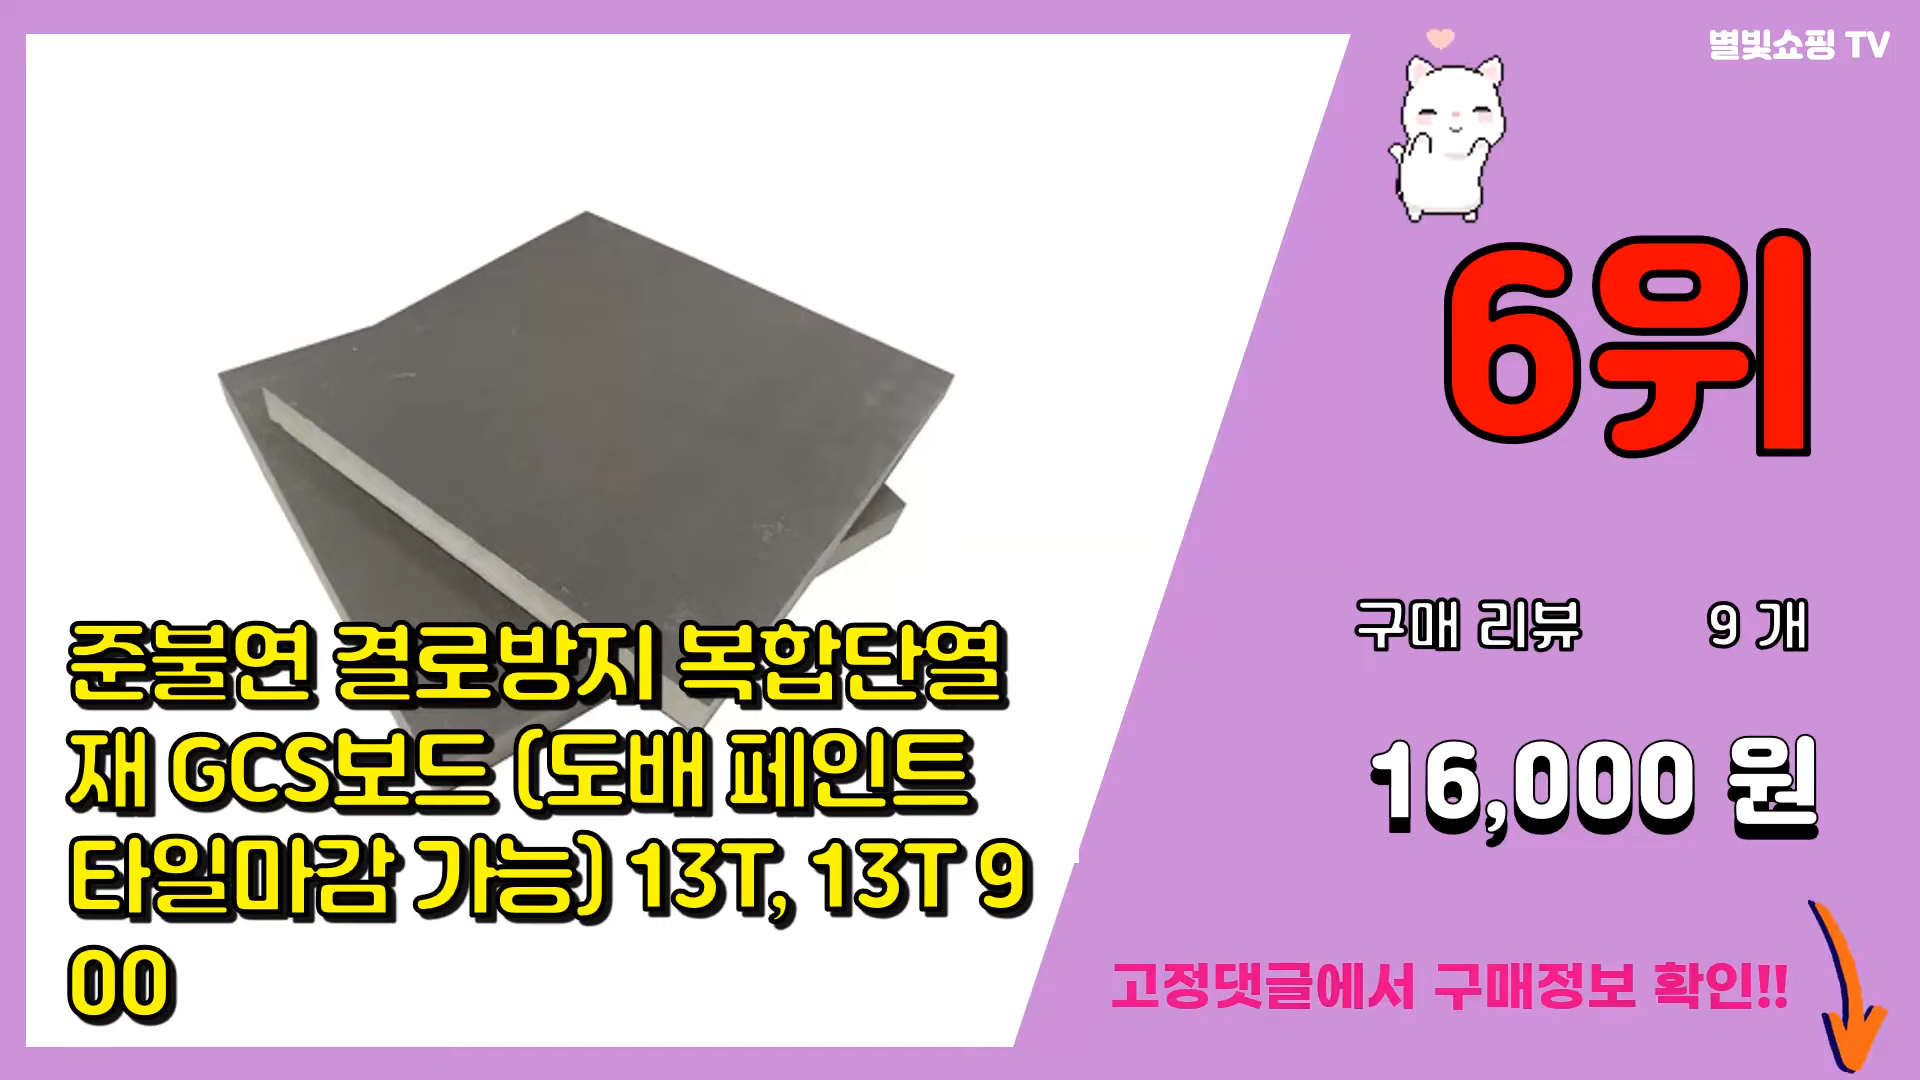 별빛쇼핑 TV
6위
구매 리뷰 9 개
16,000 원
준불연 결로방지 복합단열
재 GCS보드 (도배 페인트
타일마감 가능) 13T, 13T 9
00
고정댓글에서 구매정보 확인!!